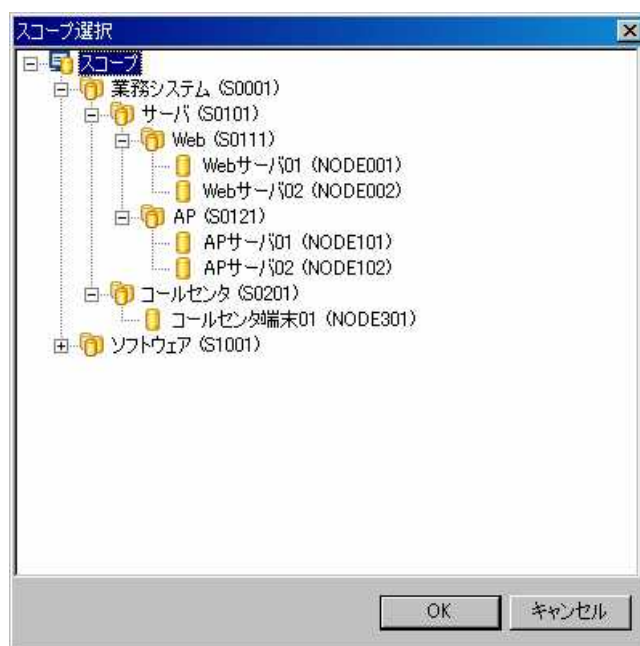 スコープ選択
スコープ
業務システム (S0001)
サーバ (S0101)
Web (S0111)
Webサーバ01 (NODE001)
Webサーバ02 (NODE002)
AP (S0121)
APサーバ01 (NODE101)
APサーバ02 (NODE102)
コールセンタ (S0201)
コールセンタ端末01 (NODE301)
ソフトウェア (S1001)
OK キャンセル